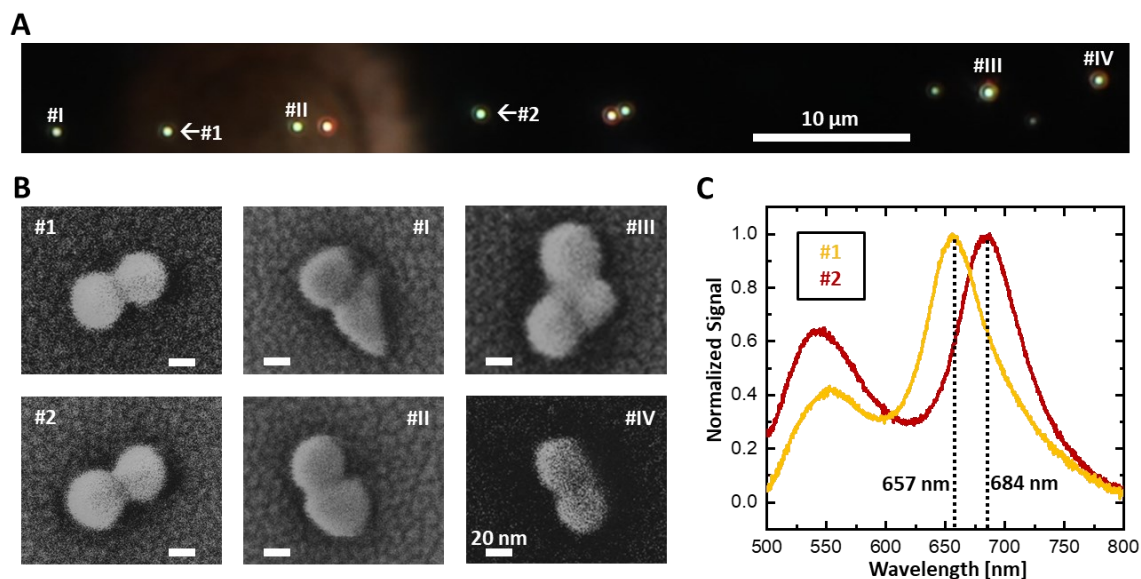 A
#I
←#1
#II
←#2
#III
#IV
10 µm
B
#1
#I
#III
#2
#II
#IV
20 nm
C
Normalized Signal
1.0
0.8
0.6
0.4
0.2
0.0
#1
#2
657 nm
684 nm
500 550 600 650 700 750 800
Wavelength [nm]